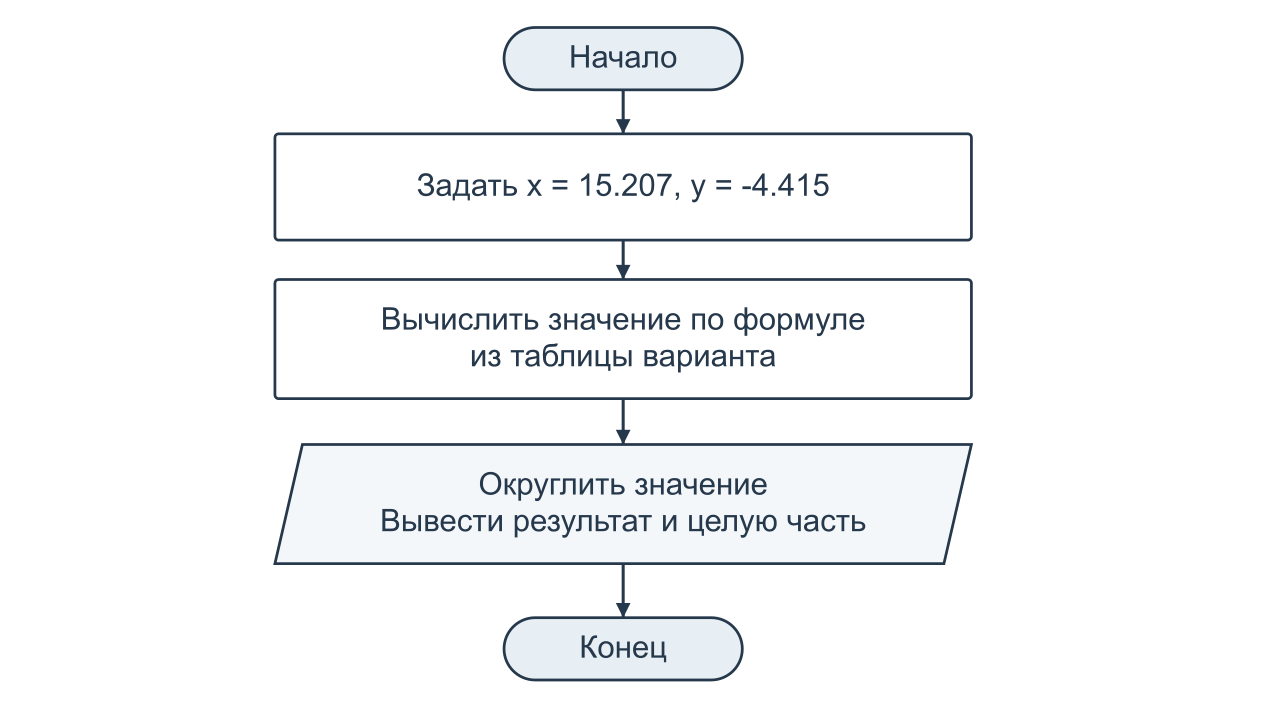 Начало
Задать x = 15.207, y = -4.415
Вычислить значение по формуле
из таблицы варианта
Округлить значение
Вывести результат и целую часть
Конец